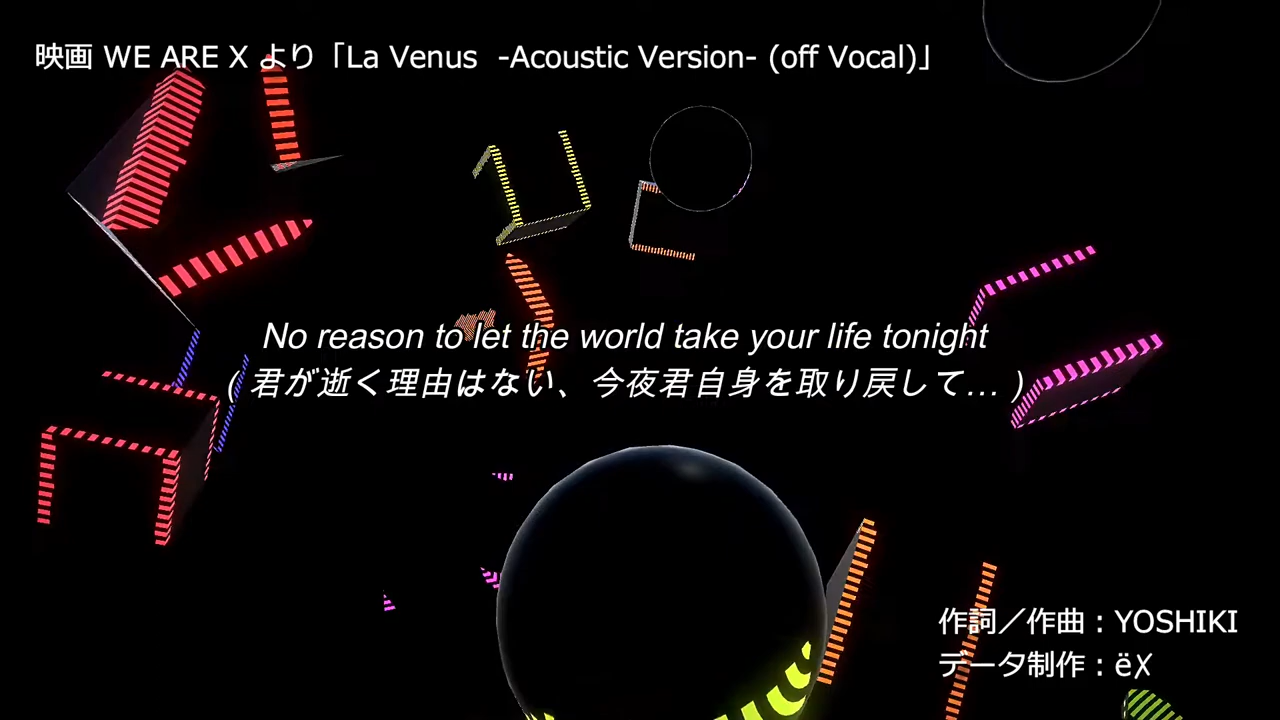 映画 WE ARE X より「La Venus -Acoustic Version- (off Vocal)」
No reason to let the world take your life tonight
( 君が逝く理由はない、今夜君自身を取り戻して… )
作詞／作曲：YOSHIKI
データ制作：ëX